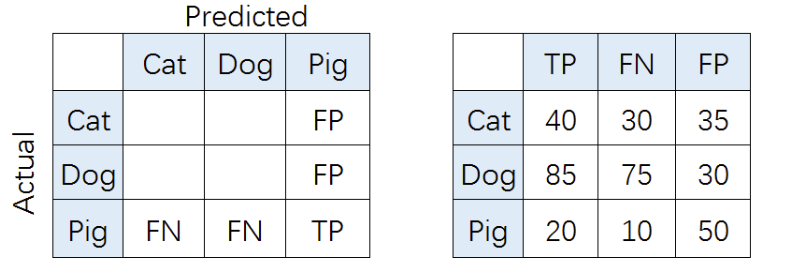 Predicted
Cat Dog Pig
Cat FP
Dog FP
Pig FN FN TP
Actual
TP FN FP
Cat 40 30 35
Dog 85 75 30
Pig 20 10 50